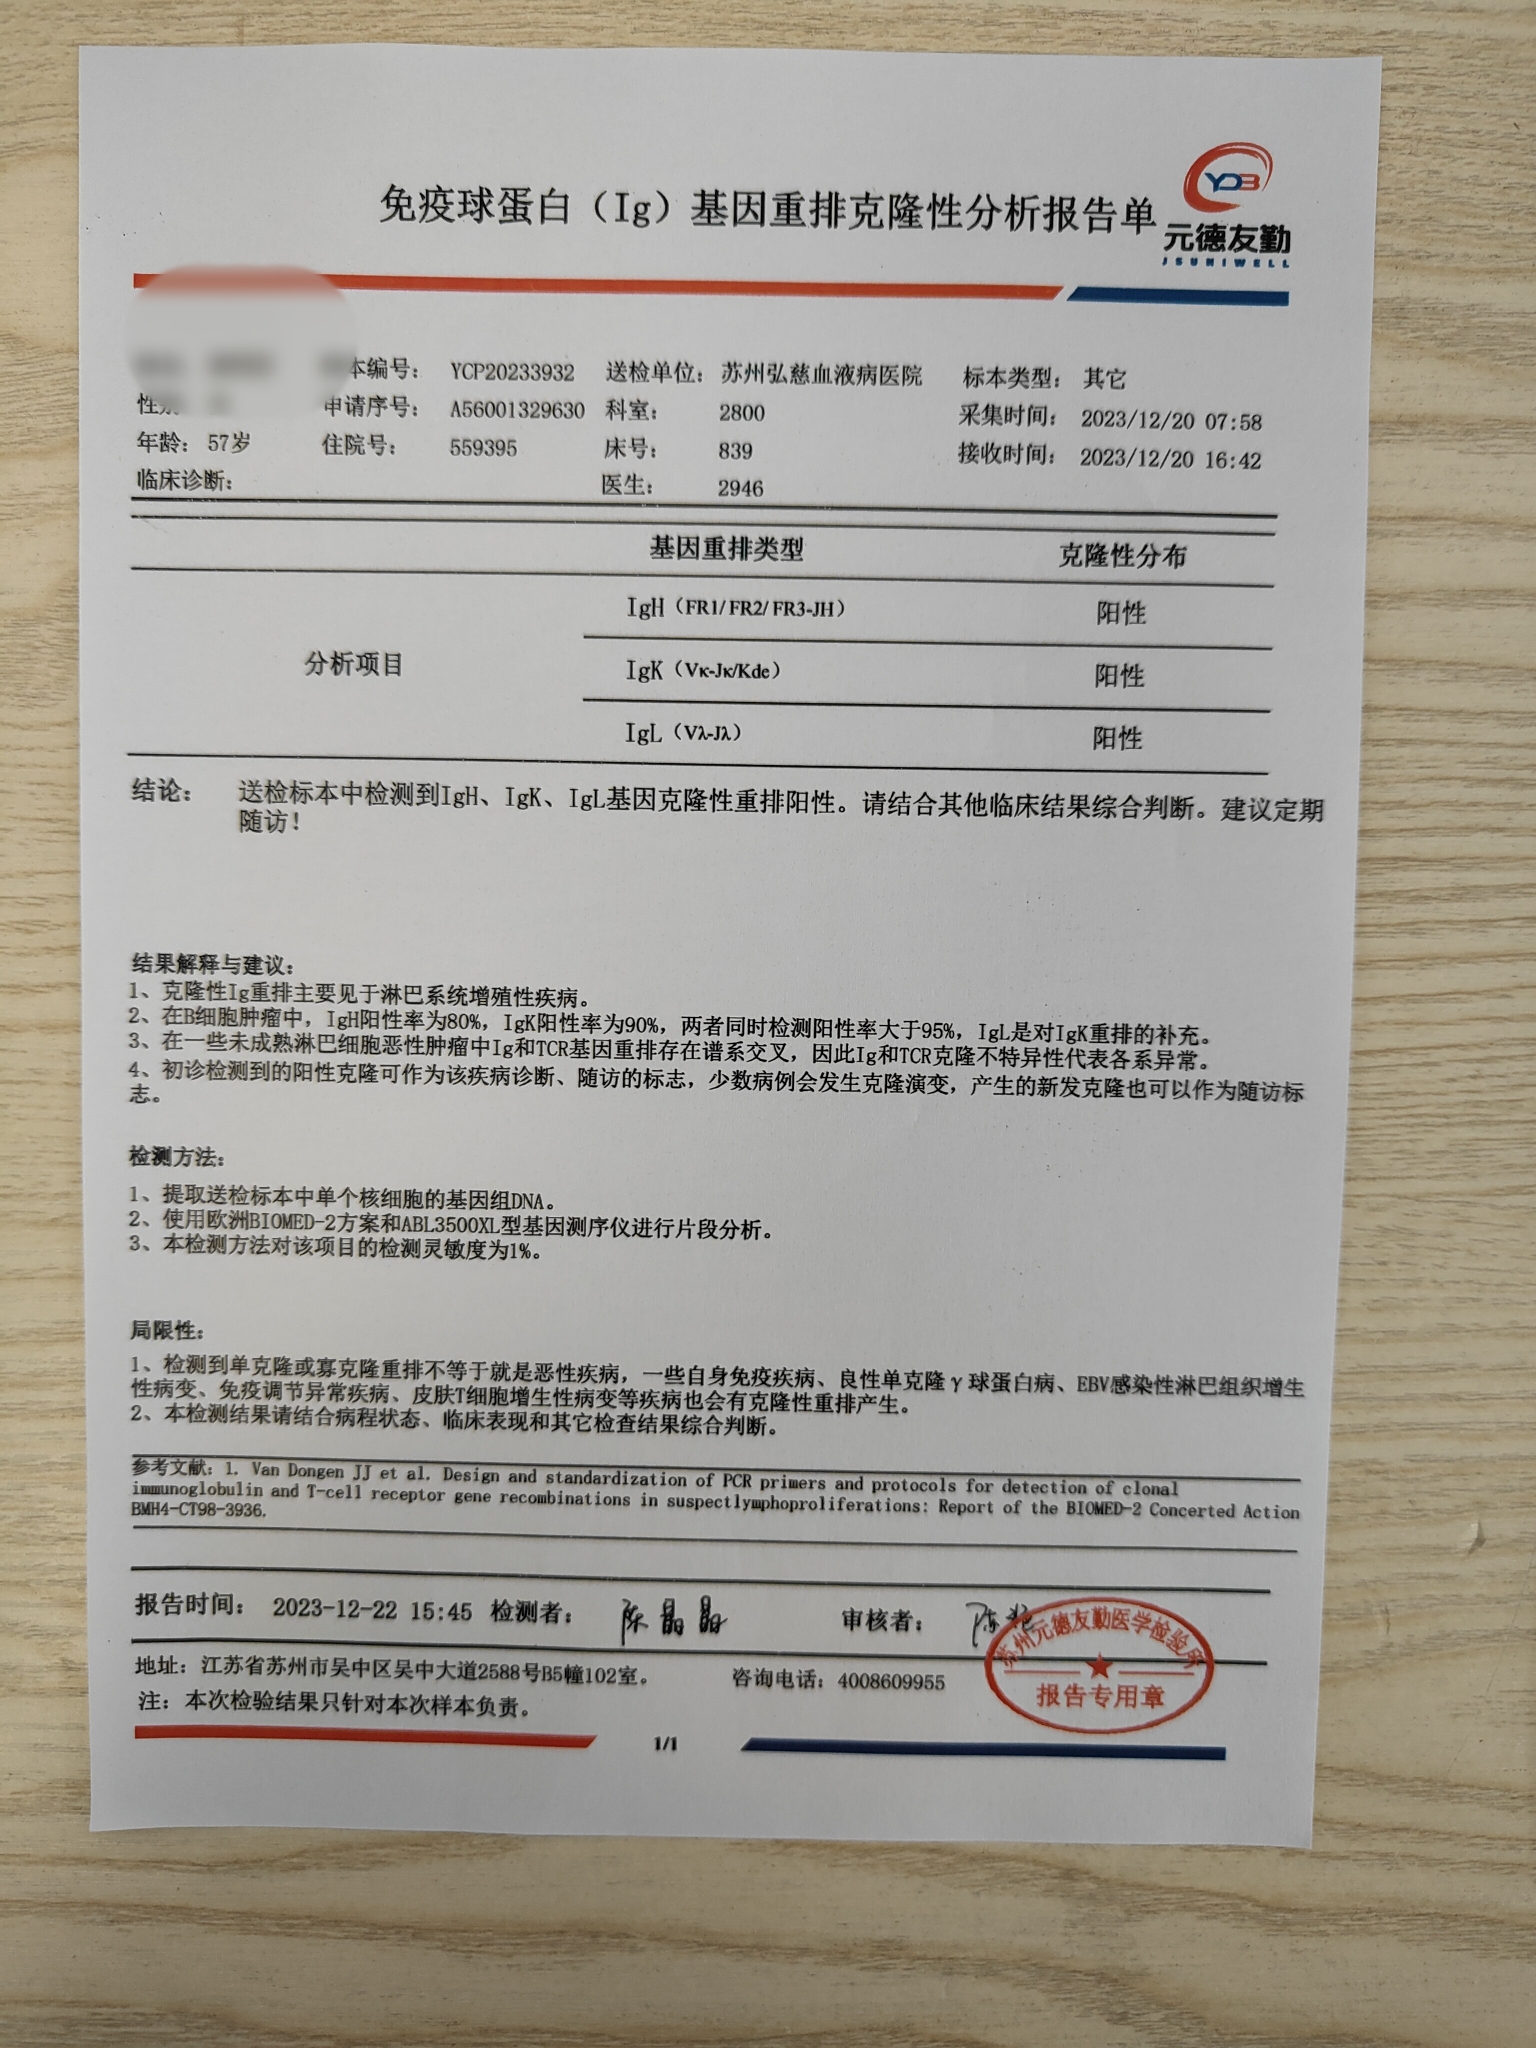 免疫球蛋白（Ig）基因重排克隆性分析报告单
YDB
元德友勤
JSUNIWELL
本编号： YCP20233932 送检单位： 苏州弘慈血液病医院 标本类型： 其它
性别 申请序号： A56001329630 科室： 2800 采集时间： 2023/12/20 07:58
年龄： 57岁 住院号： 559395 床号： 839 接收时间： 2023/12/20 16:42
临床诊断： 医生： 2946
基因重排类型 克隆性分布
IgH（FR1/FR2/FR3-JH） 阳性
分析项目 IgK（Vκ-Jκ/Kde） 阳性
IgL（Vλ-Jλ） 阳性
结论： 送检标本中检测到IgH、IgK、IgL基因克隆性重排阳性。请结合其他临床结果综合判断。建议定期
随访！
结果解释与建议：
1、克隆性Ig重排主要见于淋巴系统增殖性疾病。
2、在B细胞肿瘤中，IgH阳性率为80%，IgK阳性率为90%，两者同时检测阳性率大于95%，IgL是对IgK重排的补充。
3、在一些未成熟淋巴细胞恶性肿瘤中Ig和TCR基因重排存在谱系交叉，因此Ig和TCR克隆不特异性代表各系异常。
4、初诊检测到的阳性克隆可作为该疾病诊断、随访的标志，少数病例会发生克隆演变，产生的新发克隆也可以作为随访标
志。
检测方法：
1、提取送检标本中单个核细胞的基因组DNA。
2、使用欧洲BIOMED-2方案和ABL3500XL型基因测序仪进行片段分析。
3、本检测方法对该项目的检测灵敏度为1%。
局限性：
1、检测到单克隆或寡克隆重排不等于就是恶性疾病，一些自身免疫疾病、良性单克隆γ球蛋白病、EBV感染性淋巴组织增生
性病变、免疫调节异常疾病、皮肤T细胞增生性病变等疾病也会有克隆性重排产生。
2、本检测结果请结合病程状态、临床表现和其它检查结果综合判断。
参考文献：1. Van Dongen JJ et al. Design and standardization of PCR primers and protocols for detection of clonal
immunoglobulin and T-cell receptor gene recombinations in suspectlymphoproliferations: Report of the BIOMED-2 Concerted Action
BMH4-CT98-3936.
报告时间： 2023-12-22 15:45 检测者： 陈晶晶 审核者： 陈
苏州元德友勤医学检验所
报告专用章
地址：江苏省苏州市吴中区吴中大道2588号B5幢102室。 咨询电话：4008609955
注：本次检验结果只针对本次样本负责。
1/1